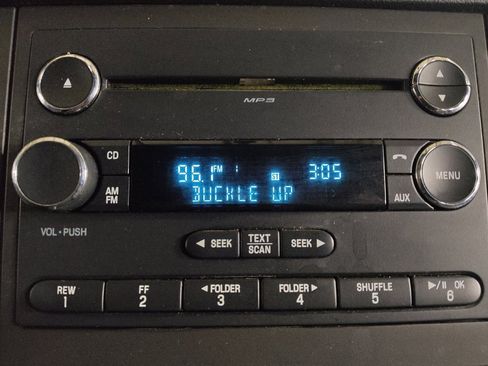 MP3
CD
96.1 FM 1 3:05
MENU
AM
FM
BUCKLE UP
AUX
VOL • PUSH
◄ SEEK
TEXT
SCAN
SEEK ►
REW
1
FF
2
◄ FOLDER
3
FOLDER ►
4
SHUFFLE
5
►/II OK
6